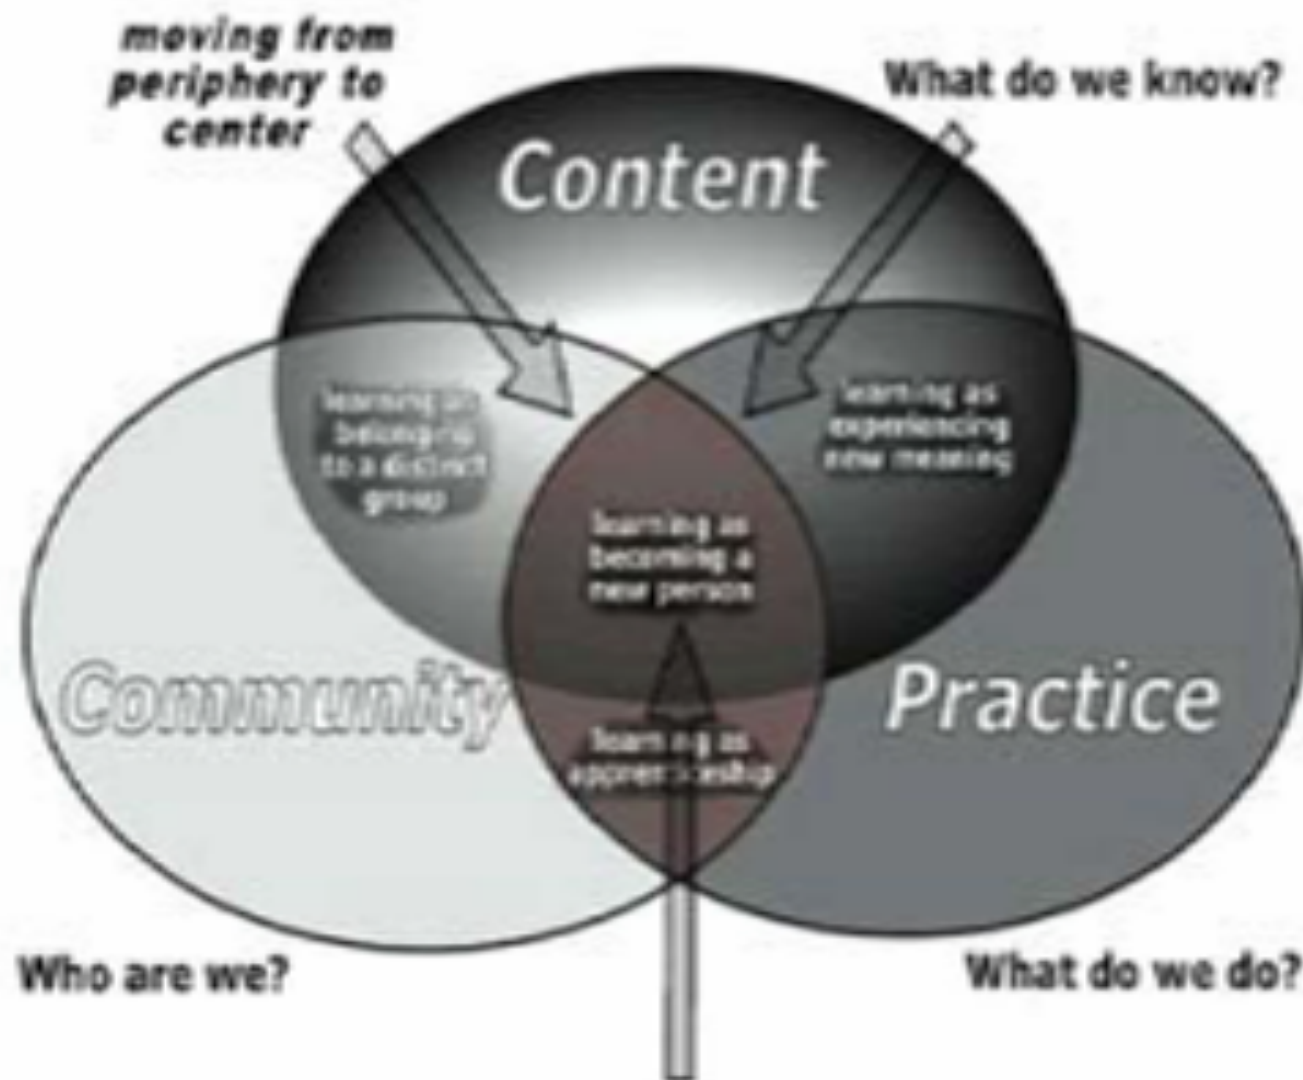 moving from
periphery to
center
What do we know?
Content
learning as
belonging
to a distinct
group
learning as
experiencing
new meaning
learning as
becoming a
new person
Community
Practice
learning as
apprenticeship
Who are we?
What do we do?